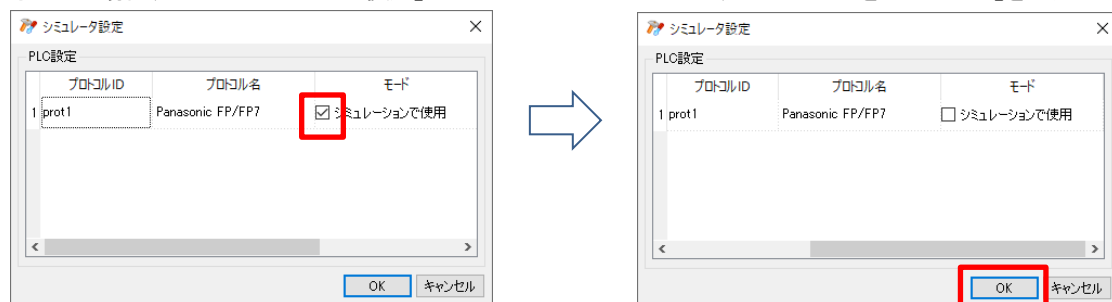 シミュレータ設定
PLC設定
プロトコルID プロトコル名 モード
1 prot1 Panasonic FP/FP7 シミュレーションで使用
OK キャンセル
シミュレータ設定
PLC設定
プロトコルID プロトコル名 モード
1 prot1 Panasonic FP/FP7 シミュレーションで使用
OK キャンセル